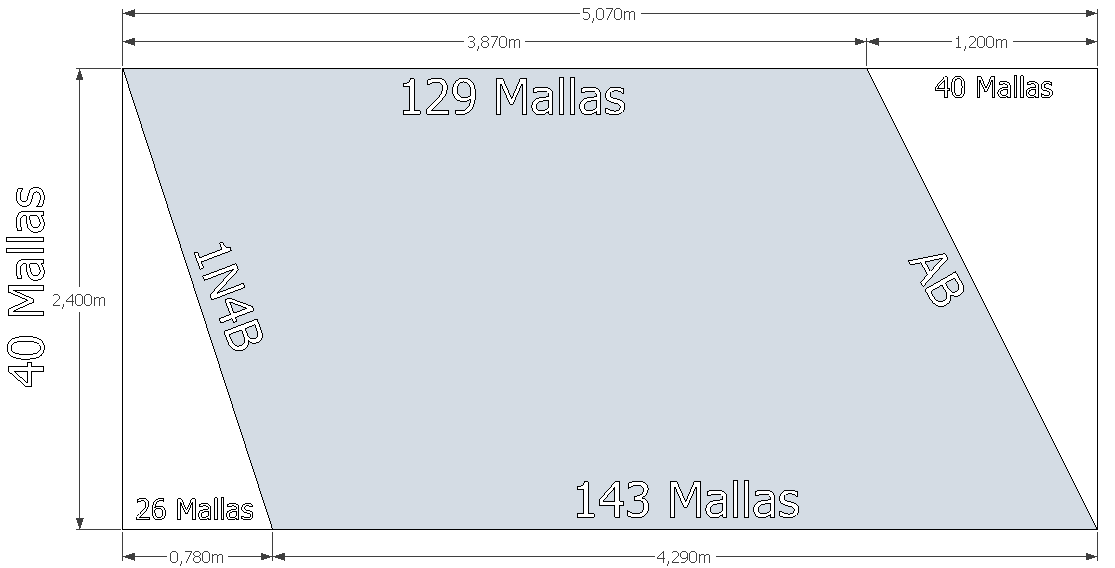 5,070m
3,870m
1,200m
129 Mallas
40 Mallas
40 Mallas
2,400m
1N4B
AB
26 Mallas
143 Mallas
0,780m
4,290m